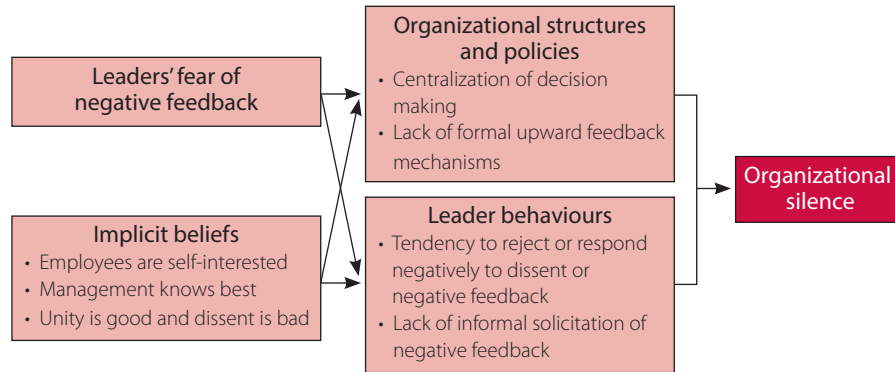 Leaders' fear of
negative feedback
Implicit beliefs
• Employees are self-interested
• Management knows best
• Unity is good and dissent is bad
Organizational structures
and policies
• Centralization of decision
making
• Lack of formal upward feedback
mechanisms
Leader behaviours
• Tendency to reject or respond
negatively to dissent or
negative feedback
• Lack of informal solicitation of
negative feedback
Organizational
silence